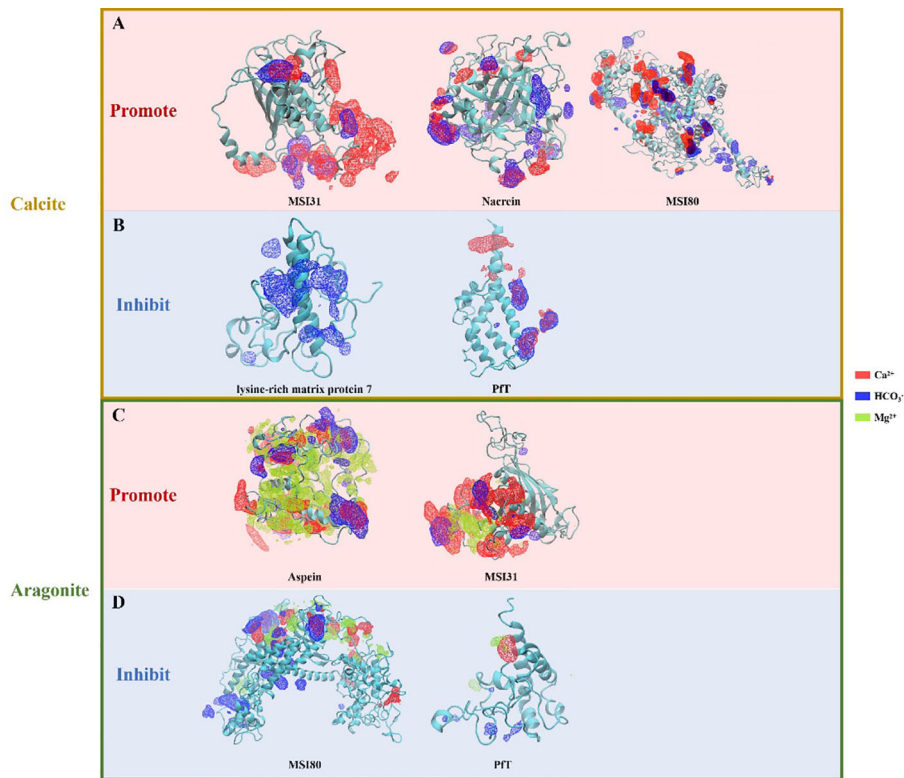 A
Promote
MSI31
Nacrein
MSI80
Calcite
B
Inhibit
lysine-rich matrix protein 7
PfT
Ca²⁺
HCO₃⁻
Mg²⁺
C
Promote
Aspein
MSI31
Aragonite
D
Inhibit
MSI80
PfT